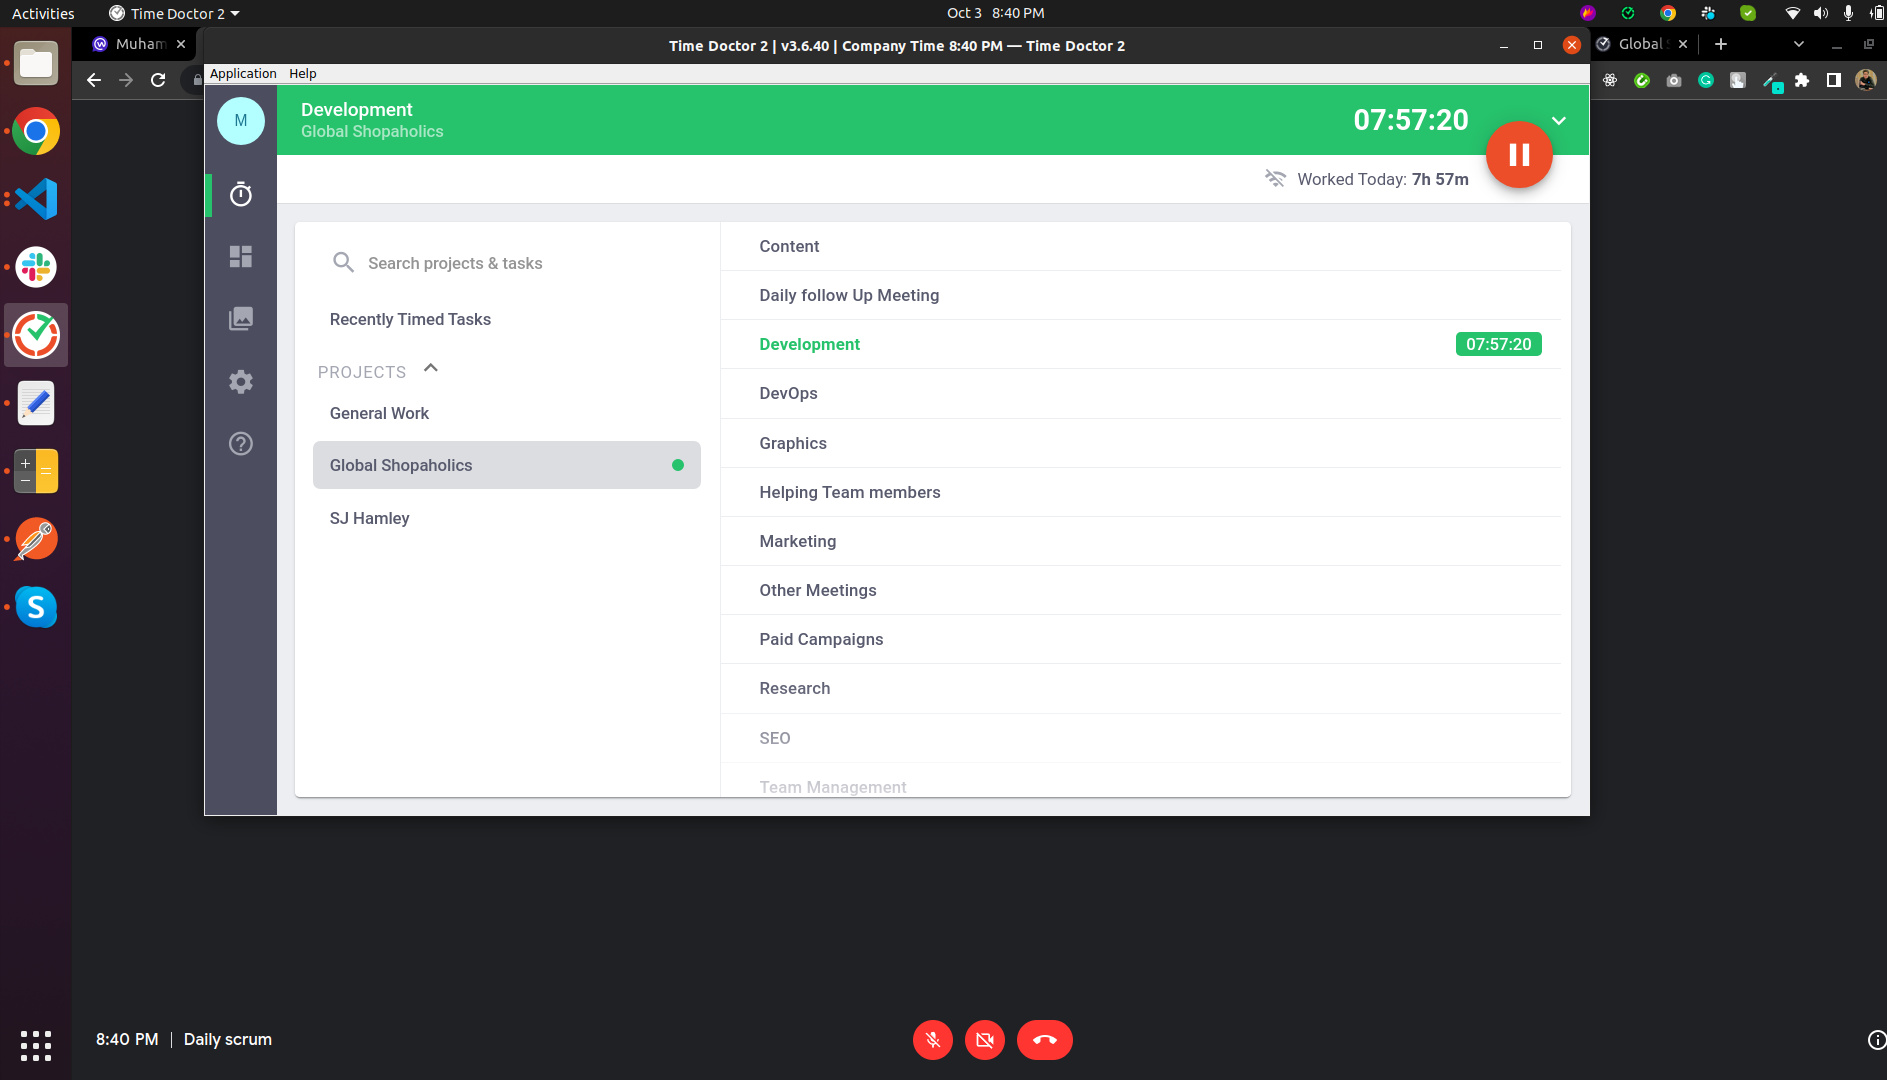 Activities
Time Doctor 2
Oct 3 8:40 PM
Muham
Time Doctor 2 | v3.6.40 | Company Time 8:40 PM — Time Doctor 2
Global
Application Help
M
Development
Global Shopaholics
07:57:20
Worked Today: 7h 57m
Search projects & tasks
Recently Timed Tasks
PROJECTS
General Work
Global Shopaholics
SJ Hamley
Content
Daily follow Up Meeting
Development 07:57:20
DevOps
Graphics
Helping Team members
Marketing
Other Meetings
Paid Campaigns
Research
SEO
Team Management
8:40 PM | Daily scrum